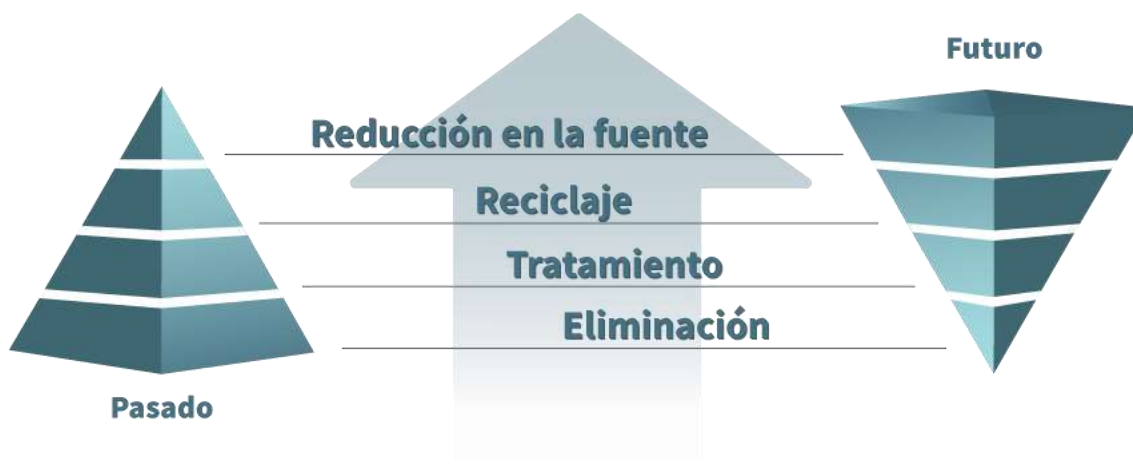 Futuro
Reducción en la fuente
Reciclaje
Tratamiento
Eliminación
Pasado